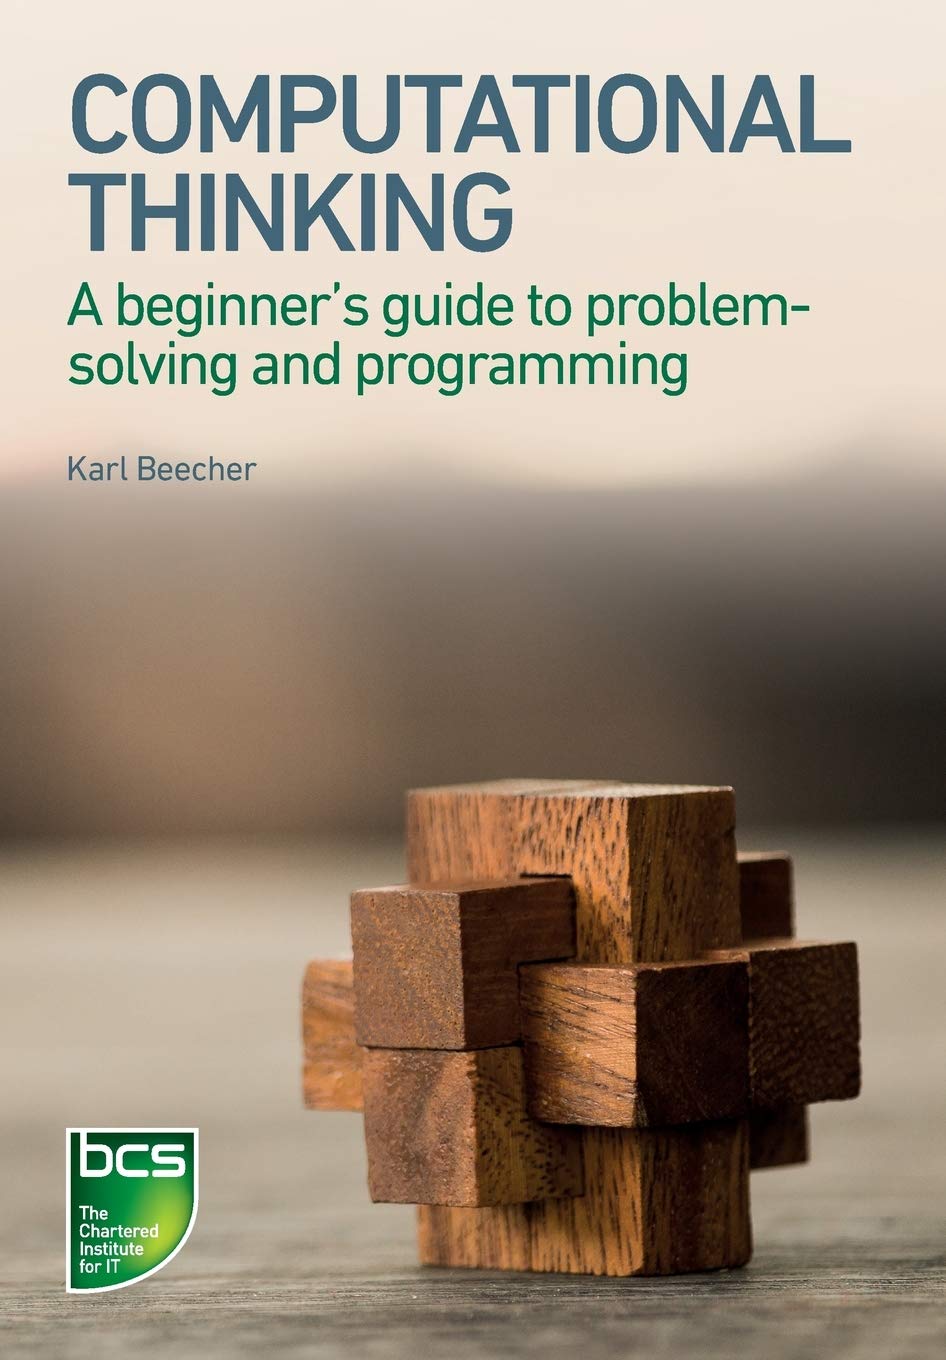 COMPUTATIONAL
THINKING
A beginner's guide to problem-
solving and programming
Karl Beecher
bcs
The
Chartered
Institute
for IT